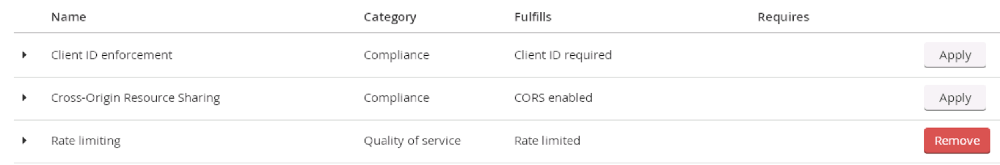 Name Category Fulfills Requires
Client ID enforcement Compliance Client ID required Apply
Cross-Origin Resource Sharing Compliance CORS enabled Apply
Rate limiting Quality of service Rate limited Remove